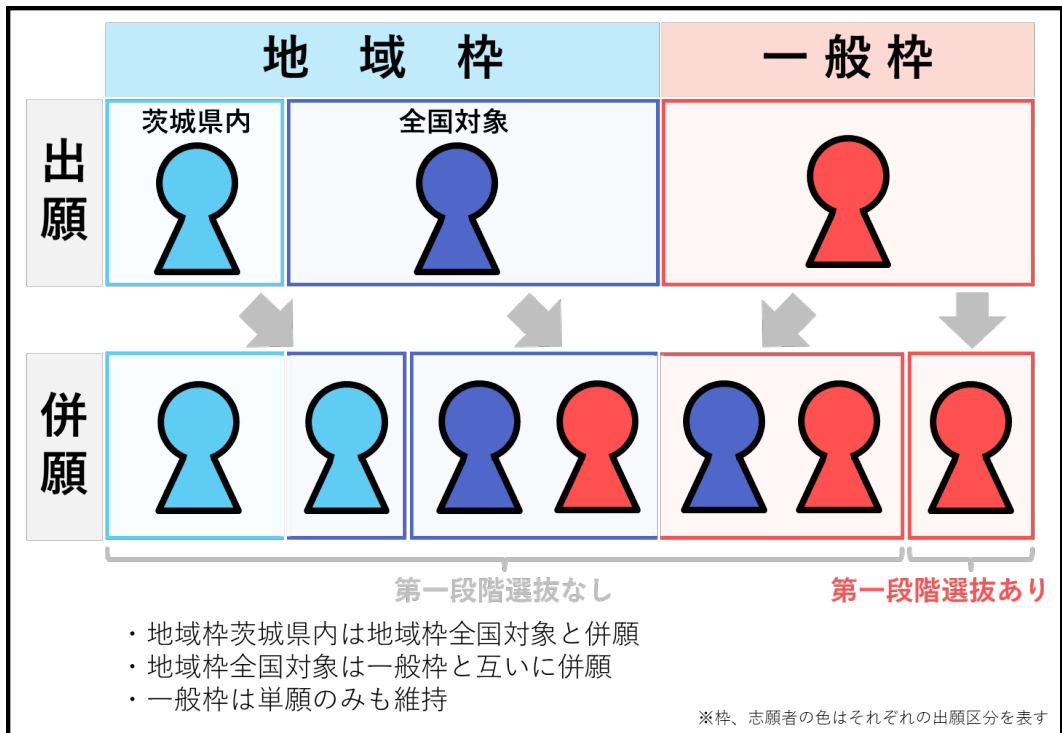 地域枠
一般枠
出願
茨城県内
全国対象
併願
第一段階選抜なし
第一段階選抜あり
・地域枠茨城県内は地域枠全国対象と併願
・地域枠全国対象は一般枠と互いに併願
・一般枠は単願のみも維持
※枠、志願者の色はそれぞれの出願区分を表す